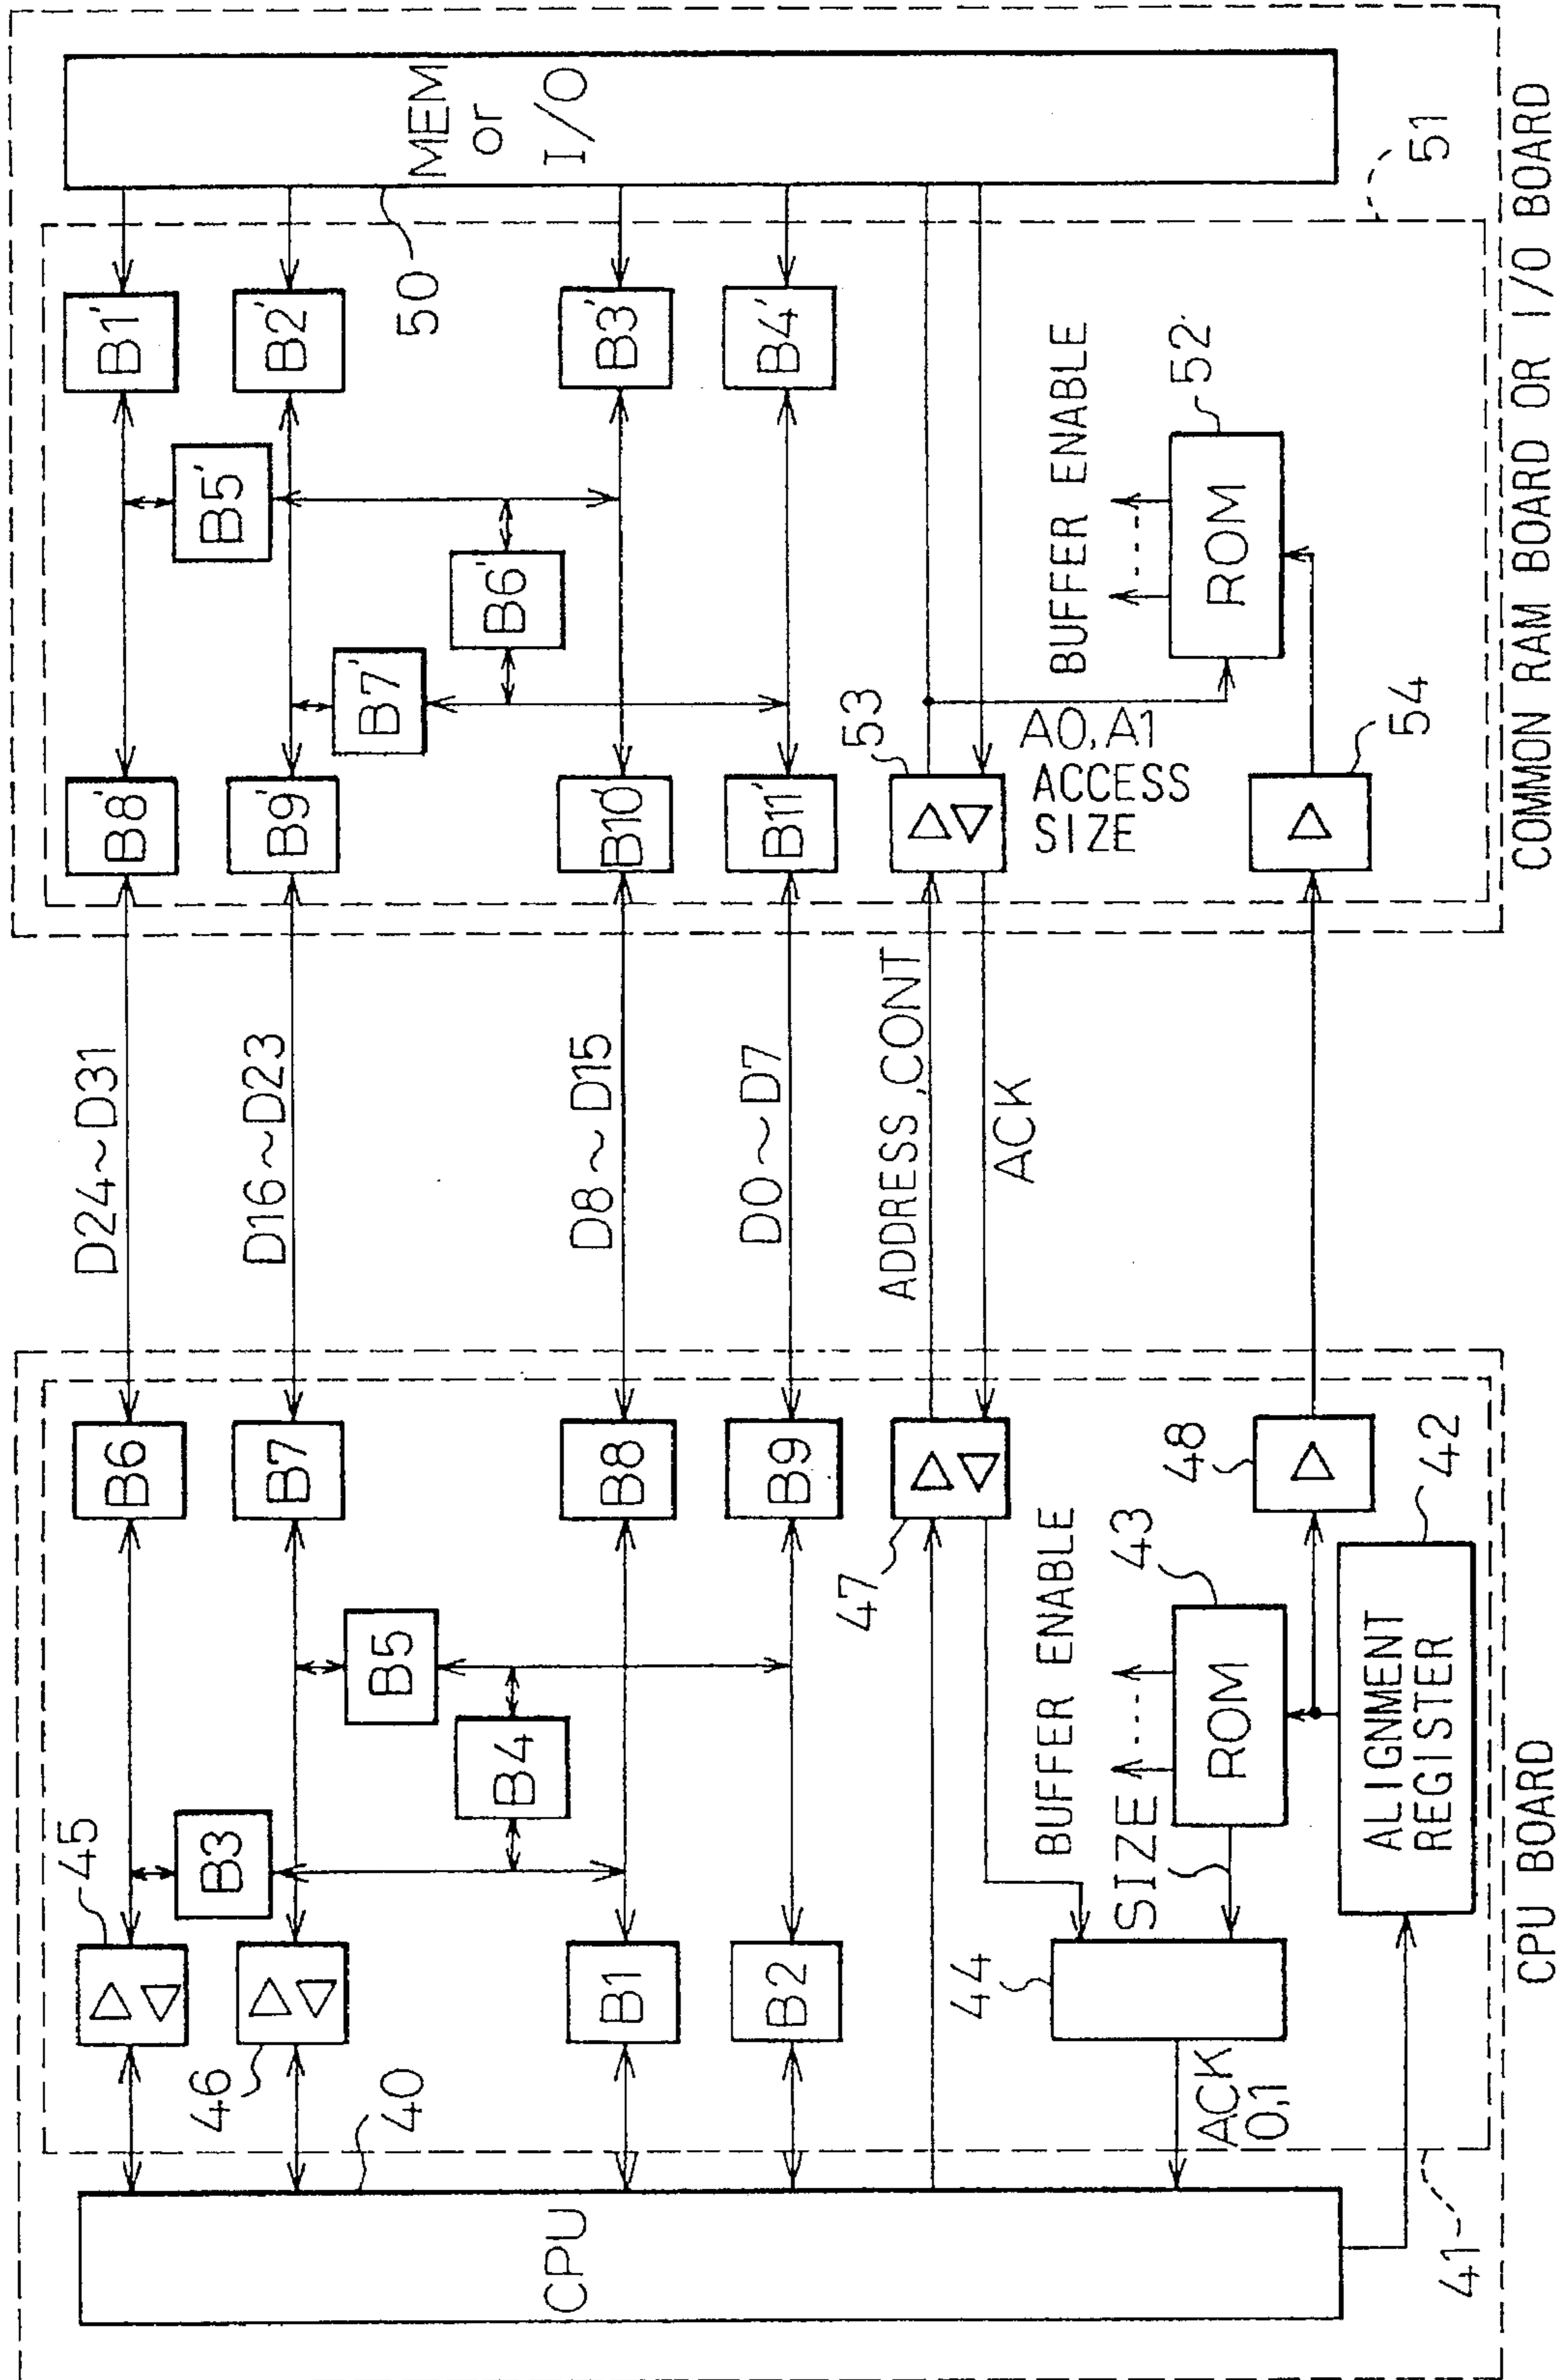 CPU
40
41
45
46
B1
B2
B3
B4
B5
B6
B7
B8
B9
44
ACK
0,1
47
BUFFER ENABLE
SIZE
43
ROM
48
ALIGNMENT
REGISTER
42
CPU BOARD
D24~D31
D16~D23
D8~D15
D0~D7
ADDRESS,CONT
ACK
B8'
B9'
B10'
B11'
B5'
B6'
B7'
B1'
B2'
B3'
B4'
53
A0,A1
ACCESS
SIZE
BUFFER ENABLE
52
ROM
54
50
MEM
or
I/O
51
COMMON RAM BOARD OR I/O BOARD